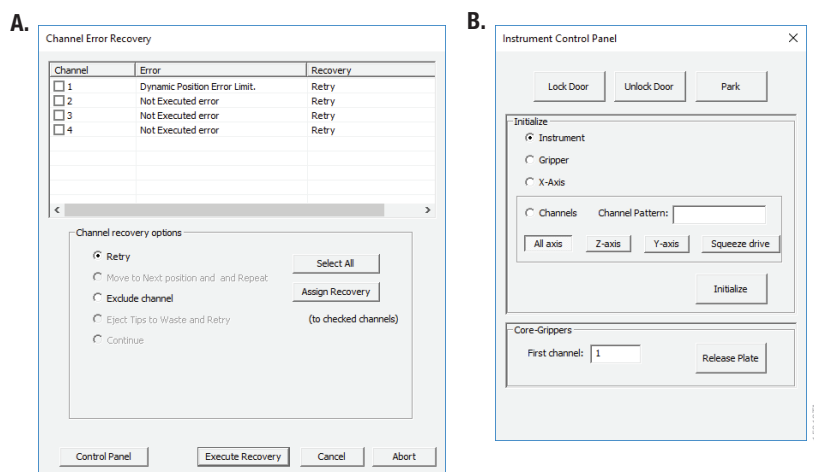 A.
Channel Error Recovery
Channel Error Recovery
1 Dynamic Position Error Limit. Retry
2 Not Executed error Retry
3 Not Executed error Retry
4 Not Executed error Retry
Channel recovery options
Retry
Move to Next position and and Repeat
Exclude channel
Eject Tips to Waste and Retry
Continue
Select All
Assign Recovery
(to checked channels)
Control Panel Execute Recovery Cancel Abort
B.
Instrument Control Panel
Lock Door Unlock Door Park
Initialize
Instrument
Gripper
X-Axis
Channels Channel Pattern:
All axis Z-axis Y-axis Squeeze drive
Initialize
Core-Grippers
First channel: 1 Release Plate